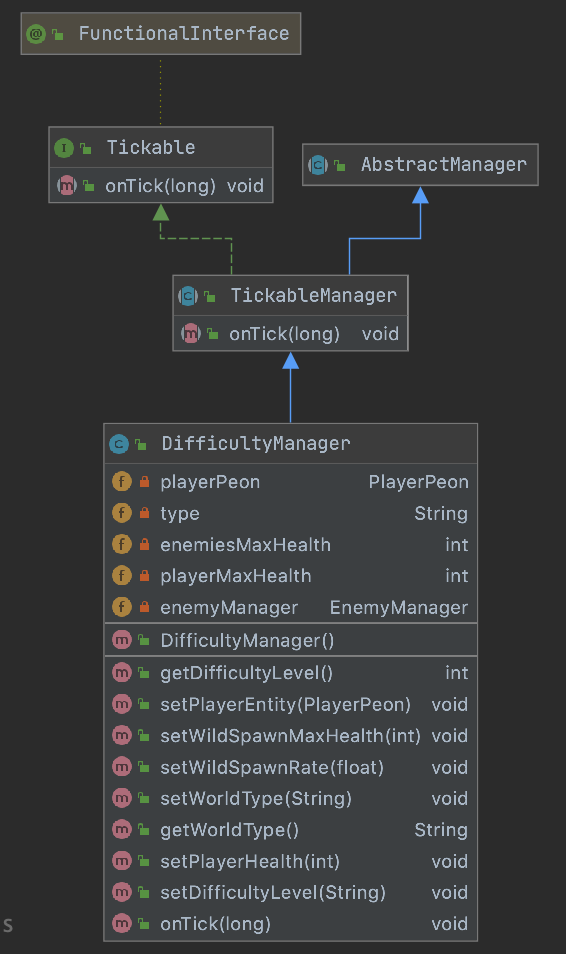 @ FunctionalInterface
I Tickable
m onTick(long) void
C AbstractManager
C TickableManager
m onTick(long) void
C DifficultyManager
f playerPeon PlayerPeon
f type String
f enemiesMaxHealth int
f playerMaxHealth int
f enemyManager EnemyManager
m DifficultyManager()
m getDifficultyLevel() int
m setPlayerEntity(PlayerPeon) void
m setWildSpawnMaxHealth(int) void
m setWildSpawnRate(float) void
m setWorldType(String) void
m getWorldType() String
m setPlayerHealth(int) void
m setDifficultyLevel(String) void
m onTick(long) void
s